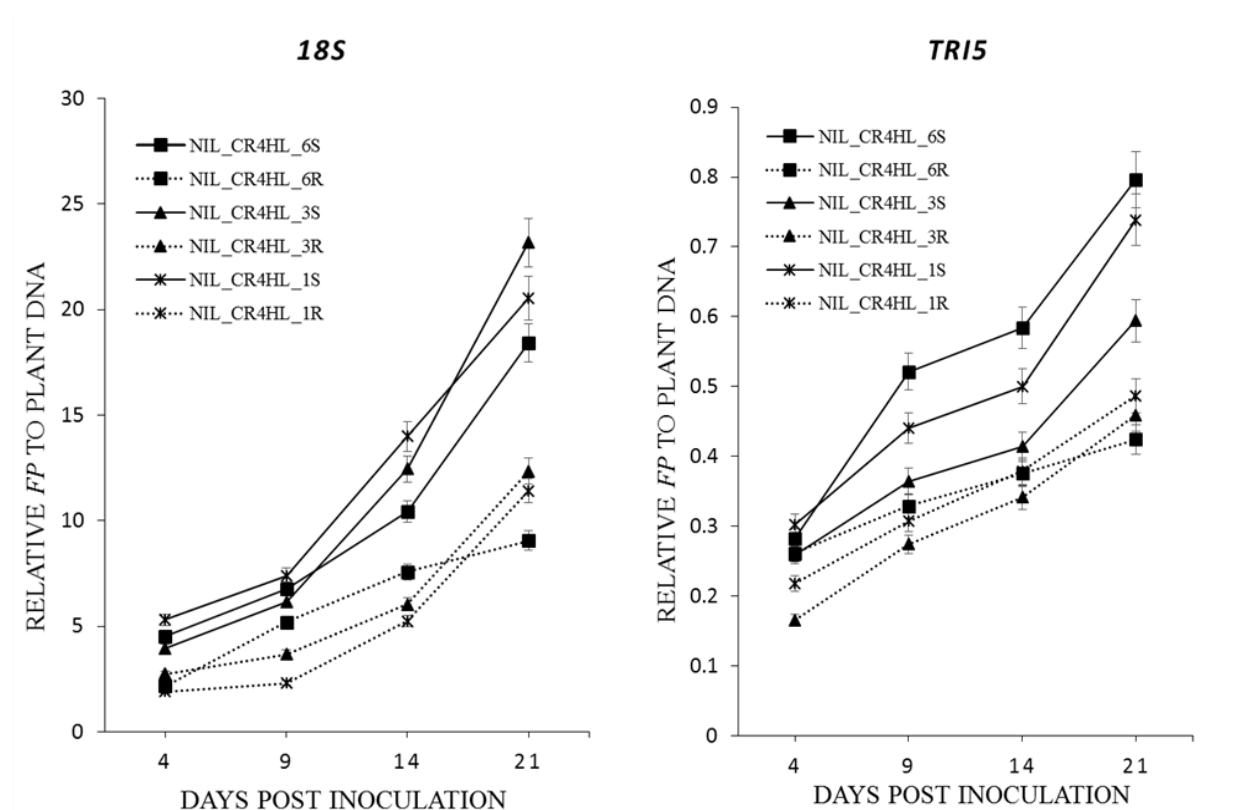 18S
RELATIVE FP TO PLANT DNA
30
25
20
15
10
5
0
NIL_CR4HL_6S
NIL_CR4HL_6R
NIL_CR4HL_3S
NIL_CR4HL_3R
NIL_CR4HL_1S
NIL_CR4HL_1R
4 9 14 21
DAYS POST INOCULATION
TRI5
RELATIVE FP TO PLANT DNA
0.9
0.8
0.7
0.6
0.5
0.4
0.3
0.2
0.1
0
NIL_CR4HL_6S
NIL_CR4HL_6R
NIL_CR4HL_3S
NIL_CR4HL_3R
NIL_CR4HL_1S
NIL_CR4HL_1R
4 9 14 21
DAYS POST INOCULATION